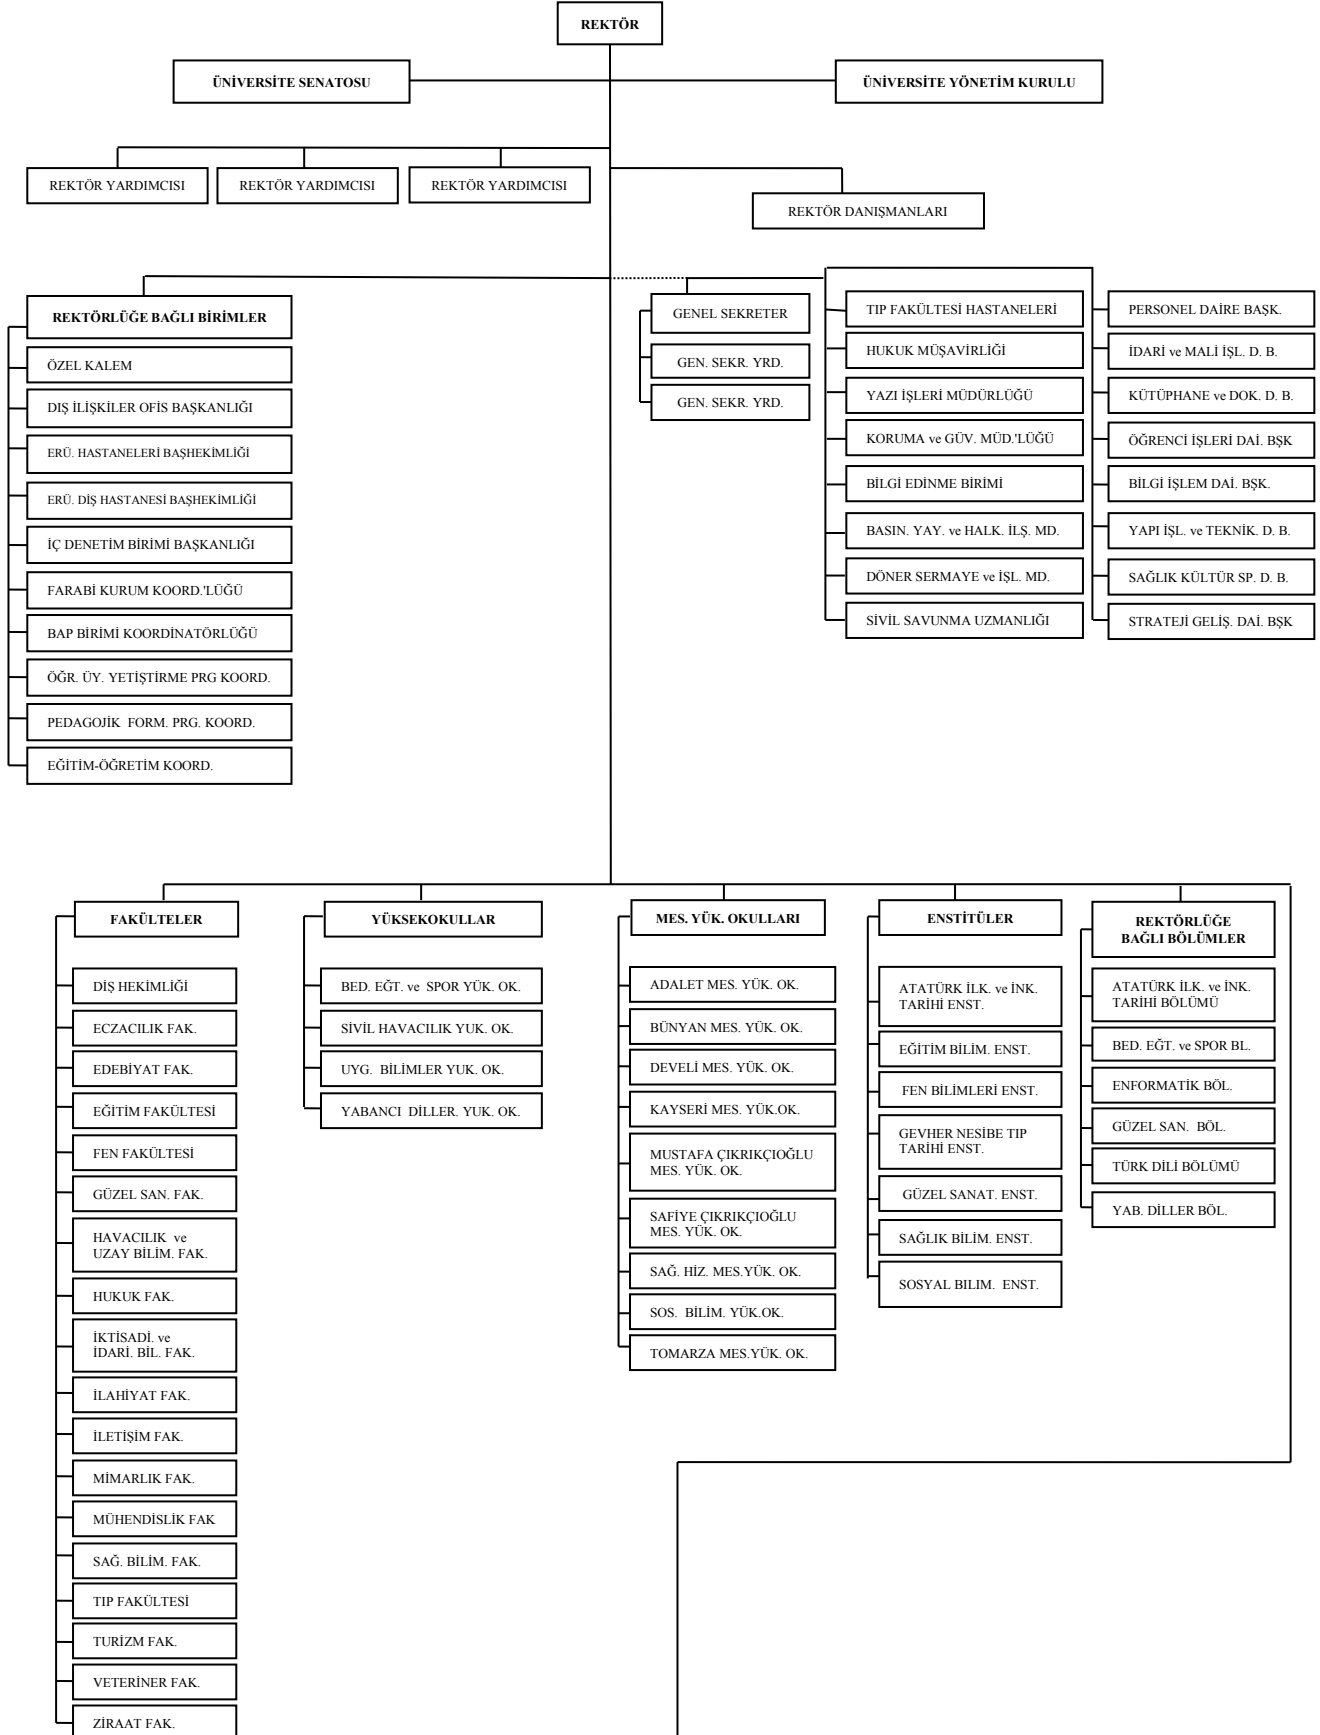 REKTÖR
ÜNİVERSİTE SENATOSU
ÜNİVERSİTE YÖNETİM KURULU
REKTÖR YARDIMCISI
REKTÖR YARDIMCISI
REKTÖR YARDIMCISI
REKTÖR DANIŞMANLARI
REKTÖRLÜĞE BAĞLI BİRİMLER
ÖZEL KALEM
DIŞ İLİŞKİLER OFİS BAŞKANLIĞI
ERÜ. HASTANELERİ BAŞHEKİMLİĞİ
ERÜ. DİŞ HASTANESİ BAŞHEKİMLİĞİ
İÇ DENETİM BİRİMİ BAŞKANLIĞI
FARABİ KURUM KOORD.'LÜĞÜ
BAP BİRİMİ KOORDİNATÖRLÜĞÜ
ÖĞR. ÜY. YETİŞTİRME PRG KOORD.
PEDAGOJİK FORM. PRG. KOORD.
EĞİTİM-ÖĞRETİM KOORD.
GENEL SEKRETER
GEN. SEKR. YRD.
GEN. SEKR. YRD.
TIP FAKÜLTESİ HASTANELERİ
HUKUK MÜŞAVİRLİĞİ
YAZI İŞLERİ MÜDÜRLÜĞÜ
KORUMA ve GÜV. MÜD.'LÜĞÜ
BİLGİ EDİNME BİRİMİ
BASIN. YAY. ve HALK. İLŞ. MD.
DÖNER SERMAYE ve İŞL. MD.
SİVİL SAVUNMA UZMANLIĞI
PERSONEL DAİRE BAŞK.
İDARİ ve MALİ İŞL. D. B.
KÜTÜPHANE ve DOK. D. B.
ÖĞRENCİ İŞLERİ DAİ. BŞK
BİLGİ İŞLEM DAİ. BŞK.
YAPI İŞL. ve TEKNİK. D. B.
SAĞLIK KÜLTÜR SP. D. B.
STRATEJİ GELİŞ. DAİ. BŞK
FAKÜLTELER
DİŞ HEKİMLİĞİ
ECZACILIK FAK.
EDEBİYAT FAK.
EĞİTİM FAKÜLTESİ
FEN FAKÜLTESİ
GÜZEL SAN. FAK.
HAVACILIK ve
UZAY BİLİM. FAK.
HUKUK FAK.
İKTİSADİ. ve
İDARİ. BİL. FAK.
İLAHİYAT FAK.
İLETİŞİM FAK.
MİMARLIK FAK.
MÜHENDİSLİK FAK
SAĞ. BİLİM. FAK.
TIP FAKÜLTESİ
TURİZM FAK.
VETERİNER FAK.
ZİRAAT FAK.
YÜKSEKOKULLAR
BED. EĞT. ve SPOR YÜK. OK.
SİVİL HAVACILIK YUK. OK.
UYG. BİLİMLER YUK. OK.
YABANCI DİLLER. YUK. OK.
MES. YÜK. OKULLARI
ADALET MES. YÜK. OK.
BÜNYAN MES. YÜK. OK.
DEVELİ MES. YÜK. OK.
KAYSERİ MES. YÜK.OK.
MUSTAFA ÇIKRIKÇIOĞLU
MES. YÜK. OK.
SAFİYE ÇIKRIKÇIOĞLU
MES. YÜK. OK.
SAĞ. HİZ. MES.YÜK. OK.
SOS. BİLİM. YÜK.OK.
TOMARZA MES.YÜK. OK.
ENSTİTÜLER
ATATÜRK İLK. ve İNK.
TARİHİ ENST.
EĞİTİM BİLİM. ENST.
FEN BİLİMLERİ ENST.
GEVHER NESİBE TIP
TARİHİ ENST.
GÜZEL SANAT. ENST.
SAĞLIK BİLİM. ENST.
SOSYAL BILIM. ENST.
REKTÖRLÜĞE
BAĞLI BÖLÜMLER
ATATÜRK İLK. ve İNK.
TARİHİ BÖLÜMÜ
BED. EĞT. ve SPOR BL.
ENFORMATİK BÖL.
GÜZEL SAN. BÖL.
TÜRK DİLİ BÖLÜMÜ
YAB. DİLLER BÖL.